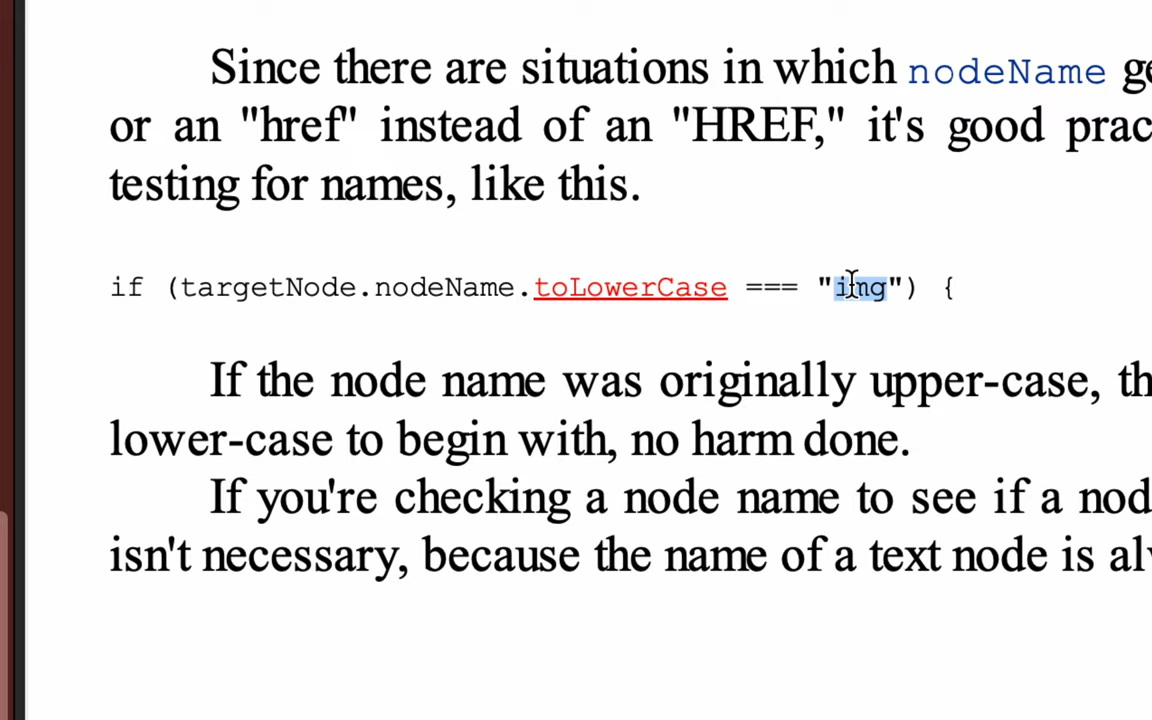 Since there are situations in which nodeName ge
or an "href" instead of an "HREF," it's good prac
testing for names, like this.
if (targetNode.nodeName.toLowerCase === "img") {
If the node name was originally upper-case, th
lower-case to begin with, no harm done.
If you're checking a node name to see if a nod
isn't necessary, because the name of a text node is al